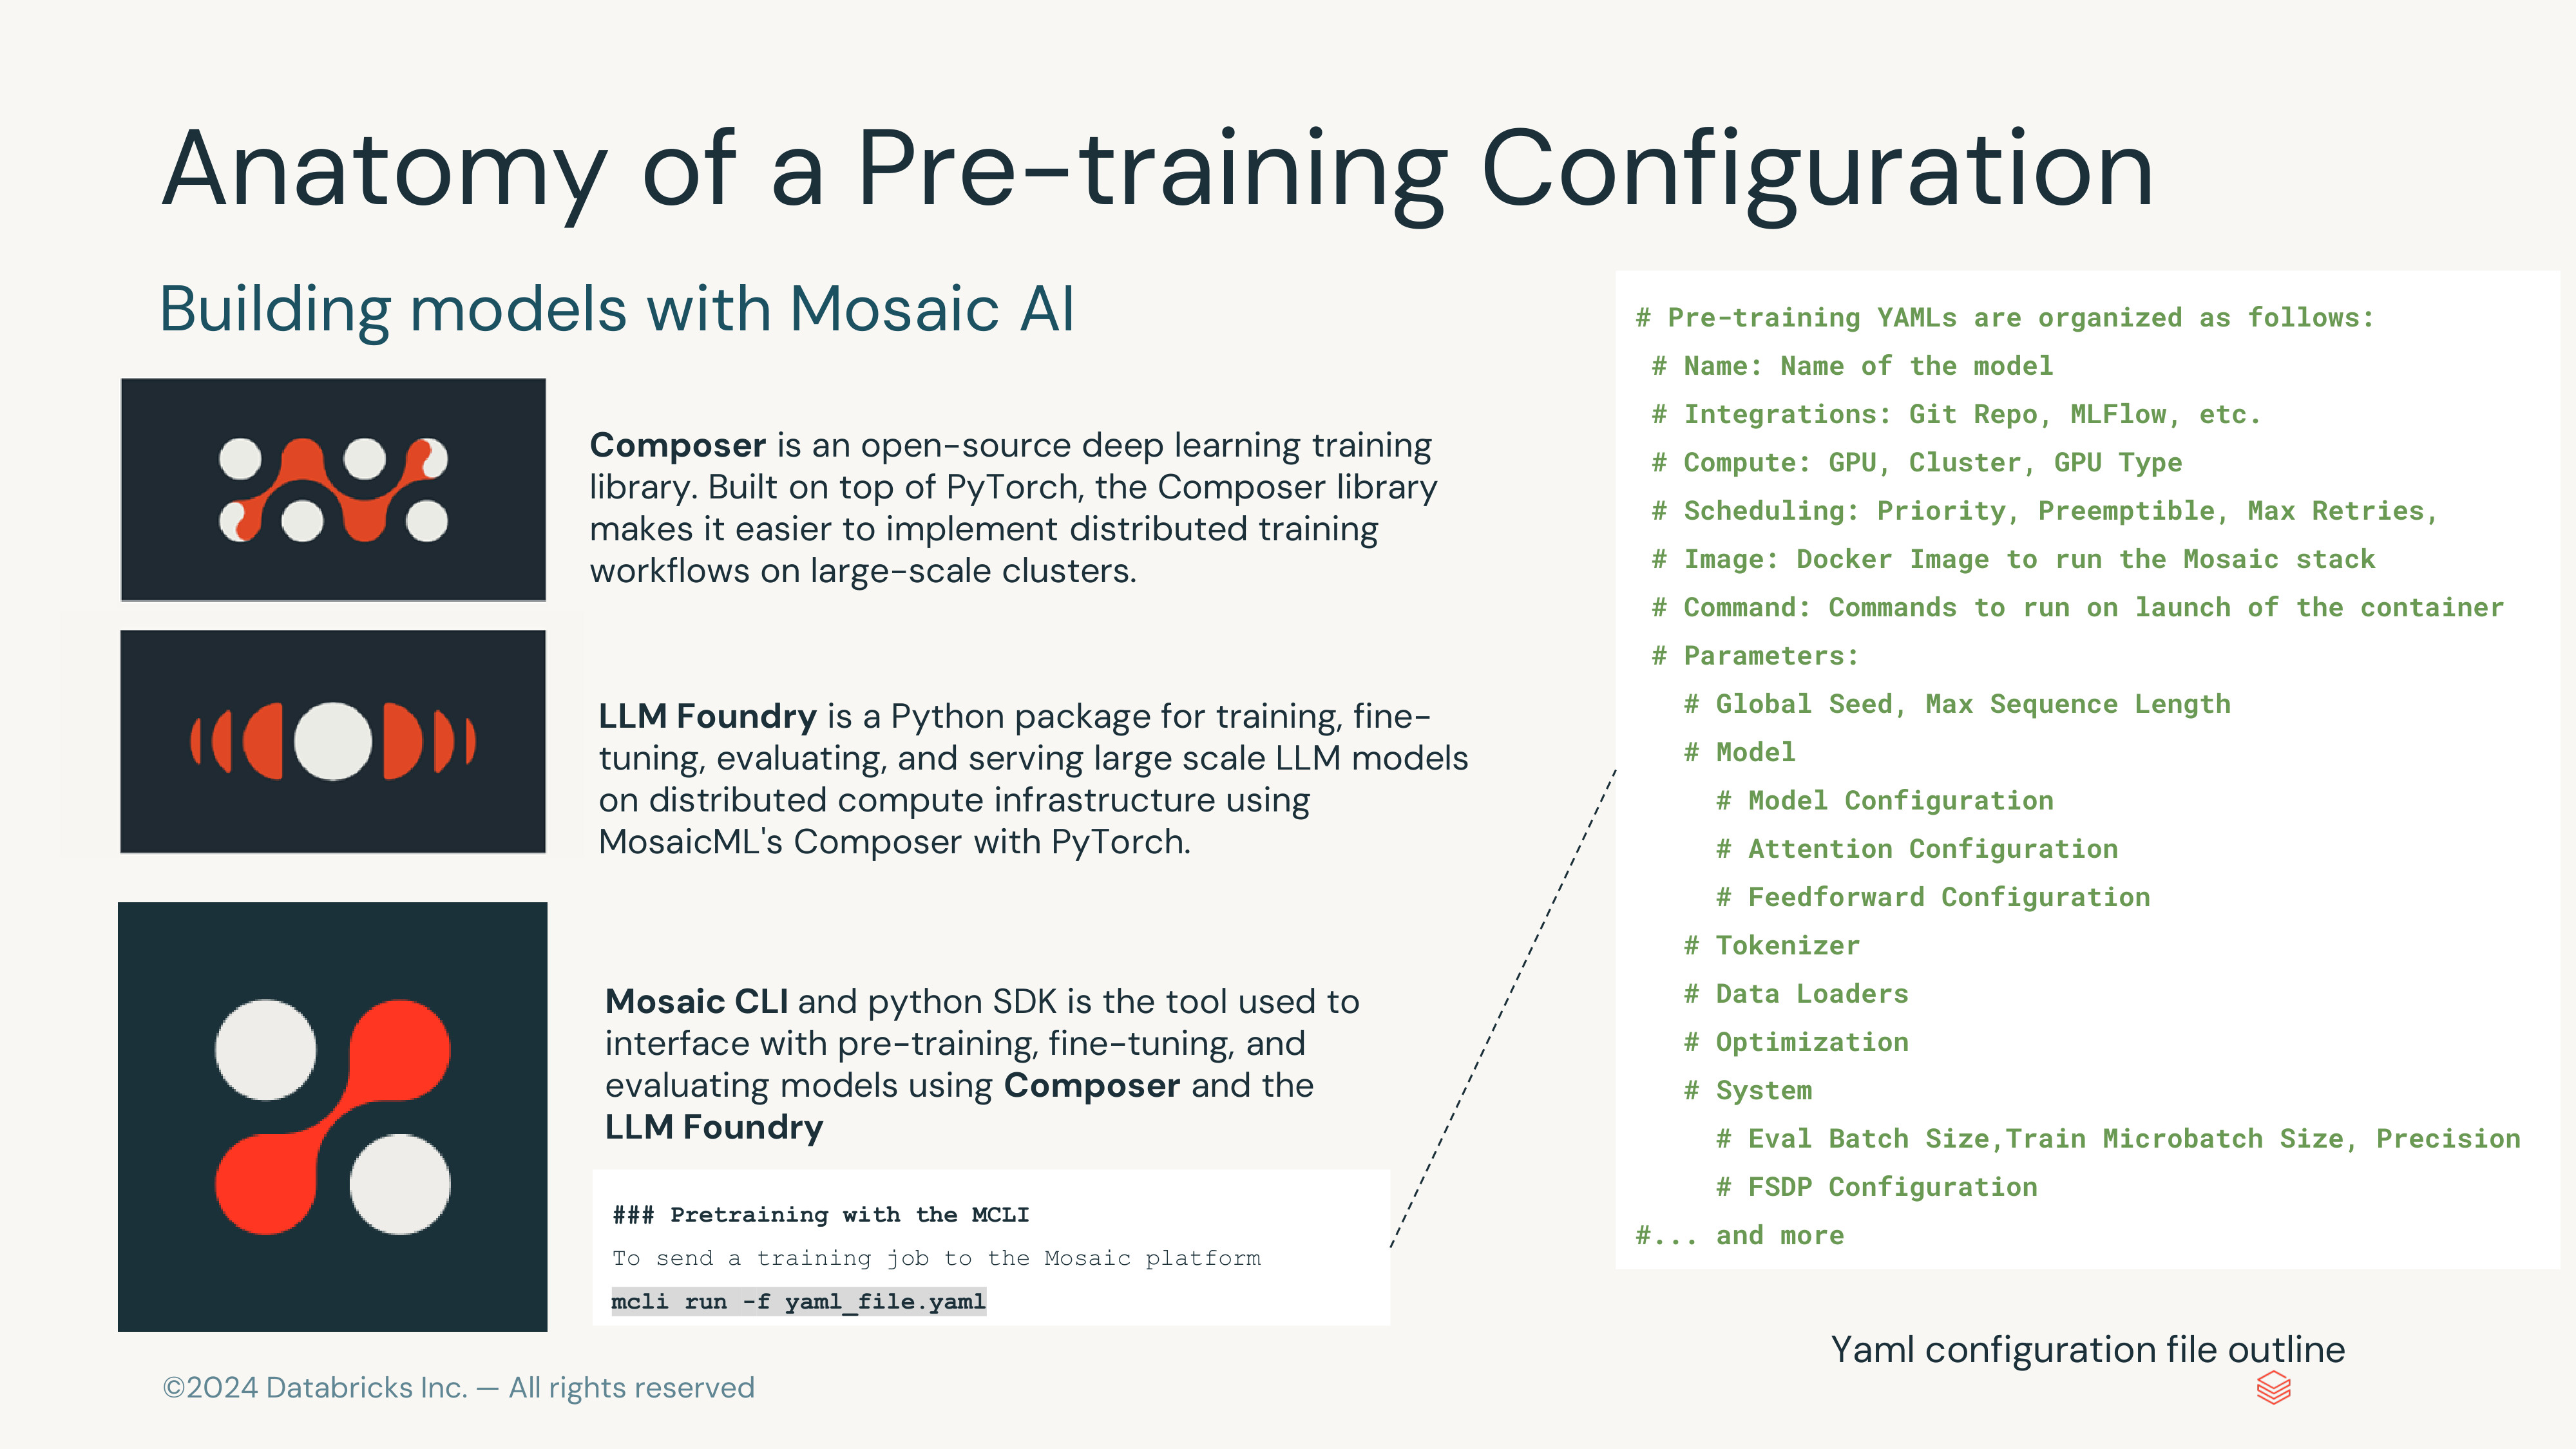 Anatomy of a Pre-training Configuration
Building models with Mosaic AI
Composer is an open-source deep learning training
library. Built on top of PyTorch, the Composer library
makes it easier to implement distributed training
workflows on large-scale clusters.
LLM Foundry is a Python package for training, fine-
tuning, evaluating, and serving large scale LLM models
on distributed compute infrastructure using
MosaicML's Composer with PyTorch.
Mosaic CLI and python SDK is the tool used to
interface with pre-training, fine-tuning, and
evaluating models using Composer and the
LLM Foundry
### Pretraining with the MCLI
To send a training job to the Mosaic platform
mcli run -f yaml_file.yaml
# Pre-training YAMLs are organized as follows:
# Name: Name of the model
# Integrations: Git Repo, MLFlow, etc.
# Compute: GPU, Cluster, GPU Type
# Scheduling: Priority, Preemptible, Max Retries,
# Image: Docker Image to run the Mosaic stack
# Command: Commands to run on launch of the container
# Parameters:
# Global Seed, Max Sequence Length
# Model
# Model Configuration
# Attention Configuration
# Feedforward Configuration
# Tokenizer
# Data Loaders
# Optimization
# System
# Eval Batch Size,Train Microbatch Size, Precision
# FSDP Configuration
#... and more
Yaml configuration file outline
©2024 Databricks Inc. — All rights reserved